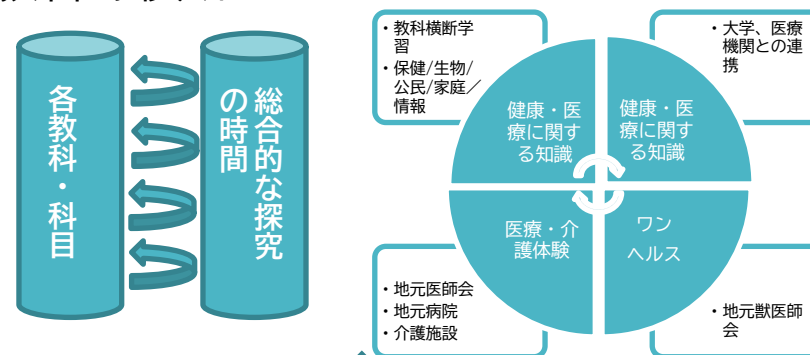 各教科・科目
総合的な探究
の時間
・教科横断学
習
・保健/生物/
公民/家庭/
情報
・大学、医療
機関との連
携
健康・医
療に関す
る知識
健康・医
療に関す
る知識
医療・介
護体験
ワン
ヘルス
・地元医師会
・地元病院
・介護施設
・地元獣医師
会